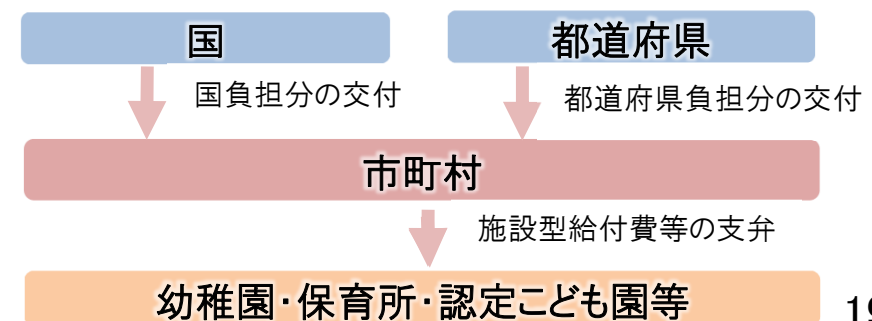 国
都道府県
国負担分の交付
都道府県負担分の交付
市町村
施設型給付費等の支弁
幼稚園･保育所･認定こども園等
19